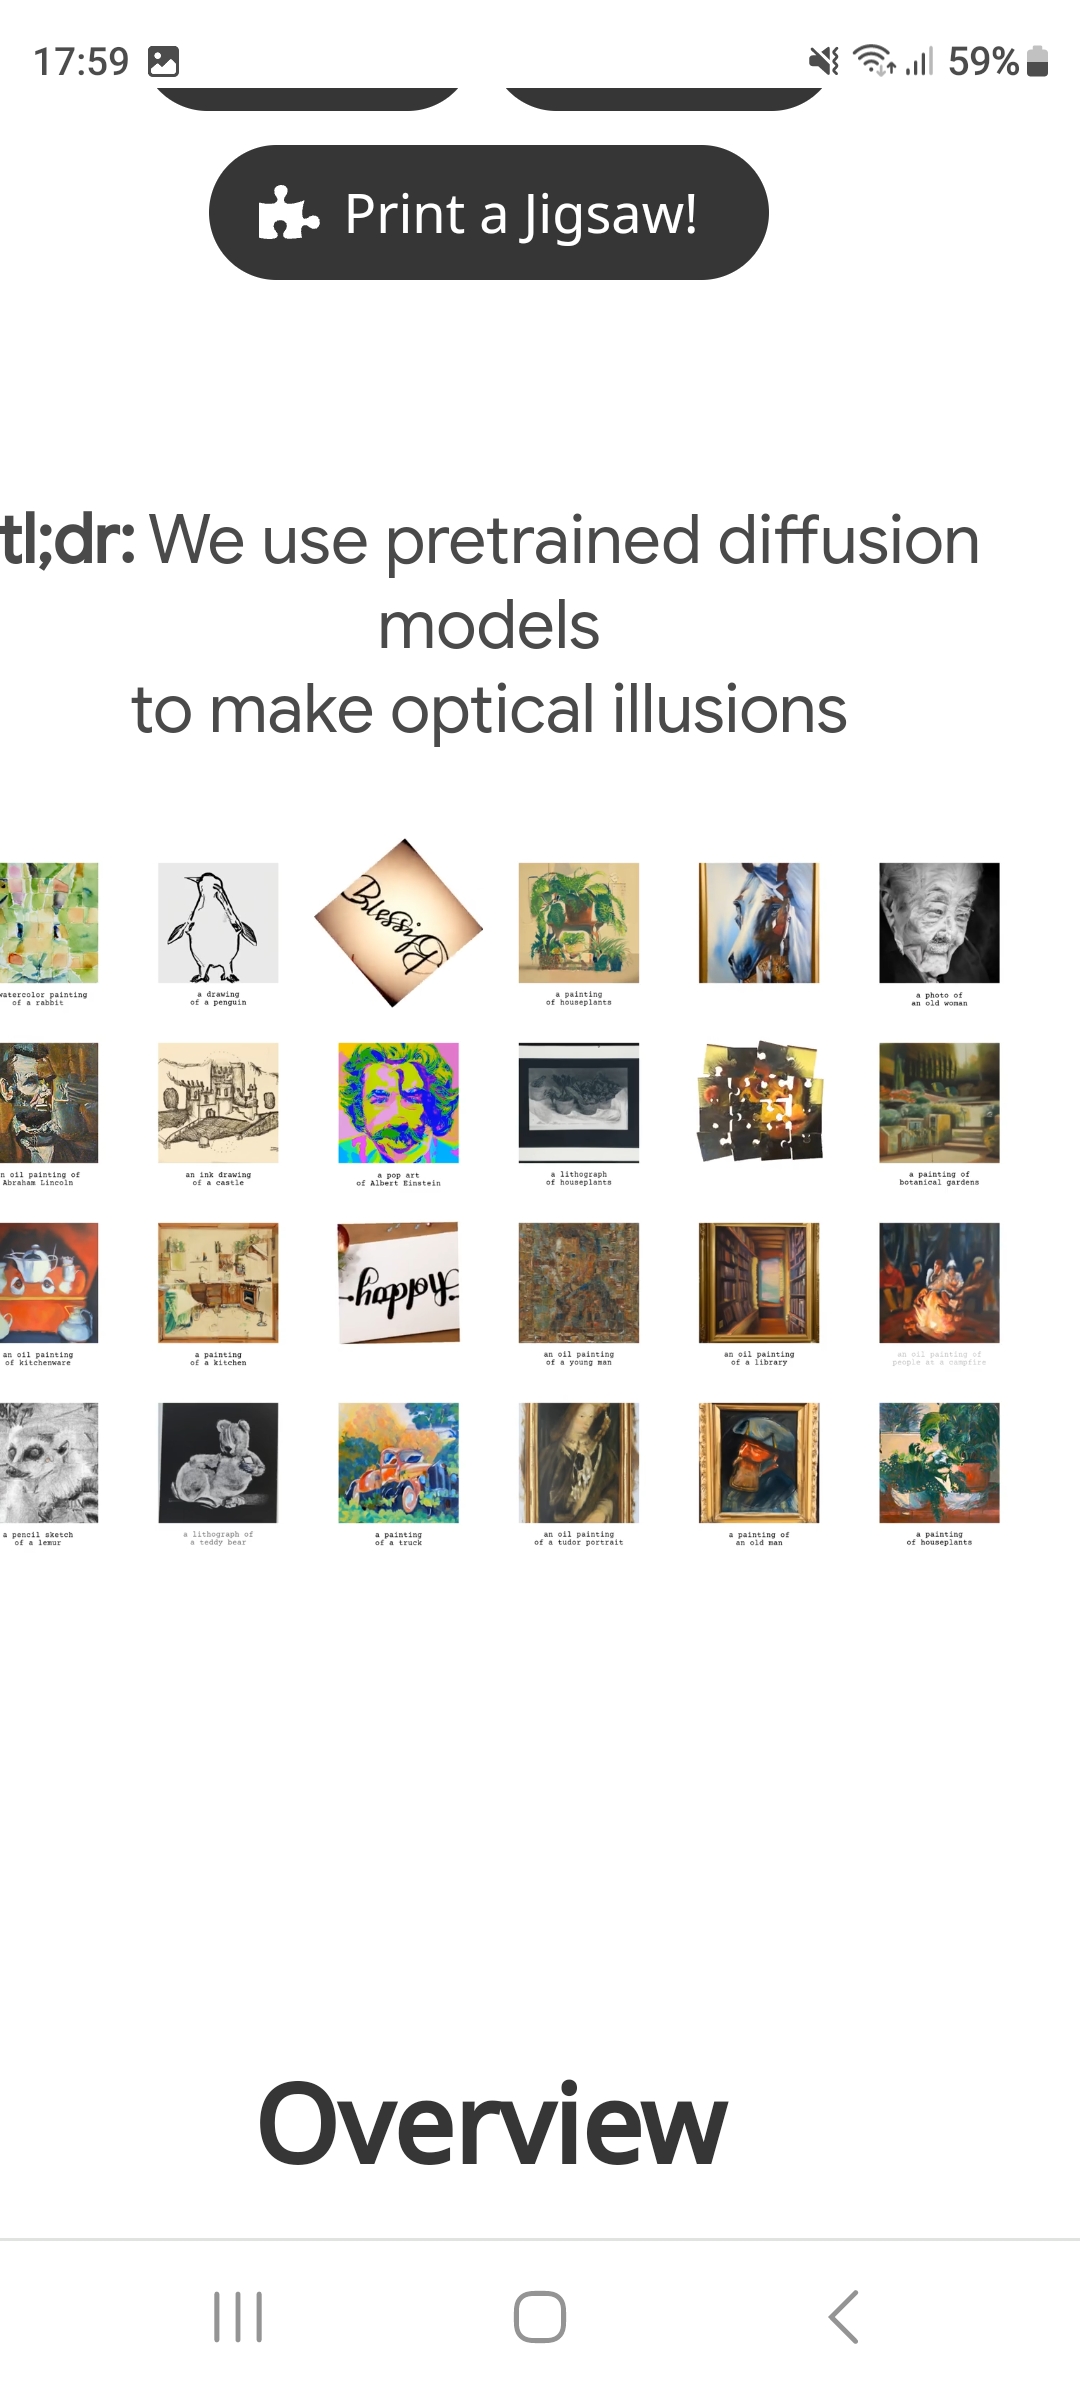 17:59
59%
Print a Jigsaw!
tl;dr: We use pretrained diffusion
models
to make optical illusions
Blessing
watercolor painting
of a rabbit
a drawing
of a penguin
a painting
of houseplants
a photo of
an old woman
n oil painting of
Abraham Lincoln
an ink drawing
of a castle
a pop art
of Albert Einstein
a lithograph
of houseplants
a painting of
botanical gardens
holiday
an oil painting
of kitchenware
a painting
of a kitchen
an oil painting
of a young man
an oil painting
of a library
an oil painting of
people at a campfire
a pencil sketch
of a lemur
a lithograph of
a teddy bear
a painting
of a truck
an oil painting
of a tudor portrait
a painting of
an old man
a painting
of houseplants
Overview